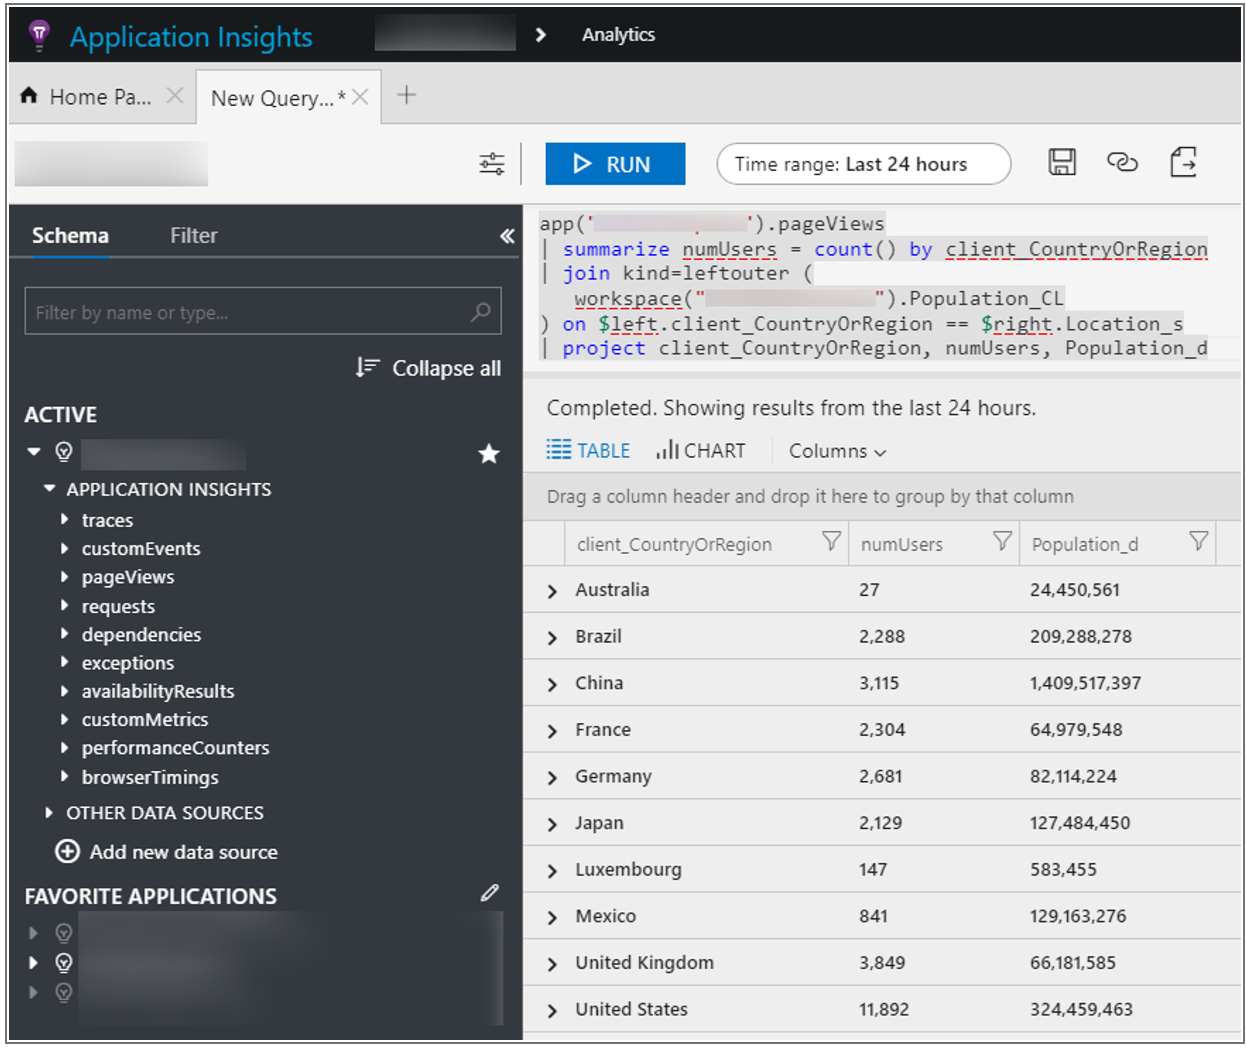 Application Insights
Analytics
Home Pa...
New Query...*
RUN
Time range: Last 24 hours
Schema
Filter
Filter by name or type...
Collapse all
ACTIVE
APPLICATION INSIGHTS
traces
customEvents
pageViews
requests
dependencies
exceptions
availabilityResults
customMetrics
performanceCounters
browserTimings
OTHER DATA SOURCES
Add new data source
FAVORITE APPLICATIONS
app(' ').pageViews
| summarize numUsers = count() by client_CountryOrRegion
| join kind=leftouter (
workspace(" ").Population_CL
) on $left.client_CountryOrRegion == $right.Location_s
| project client_CountryOrRegion, numUsers, Population_d
Completed. Showing results from the last 24 hours.
TABLE CHART Columns
Drag a column header and drop it here to group by that column
client_CountryOrRegion numUsers Population_d
Australia 27 24,450,561
Brazil 2,288 209,288,278
China 3,115 1,409,517,397
France 2,304 64,979,548
Germany 2,681 82,114,224
Japan 2,129 127,484,450
Luxembourg 147 583,455
Mexico 841 129,163,276
United Kingdom 3,849 66,181,585
United States 11,892 324,459,463